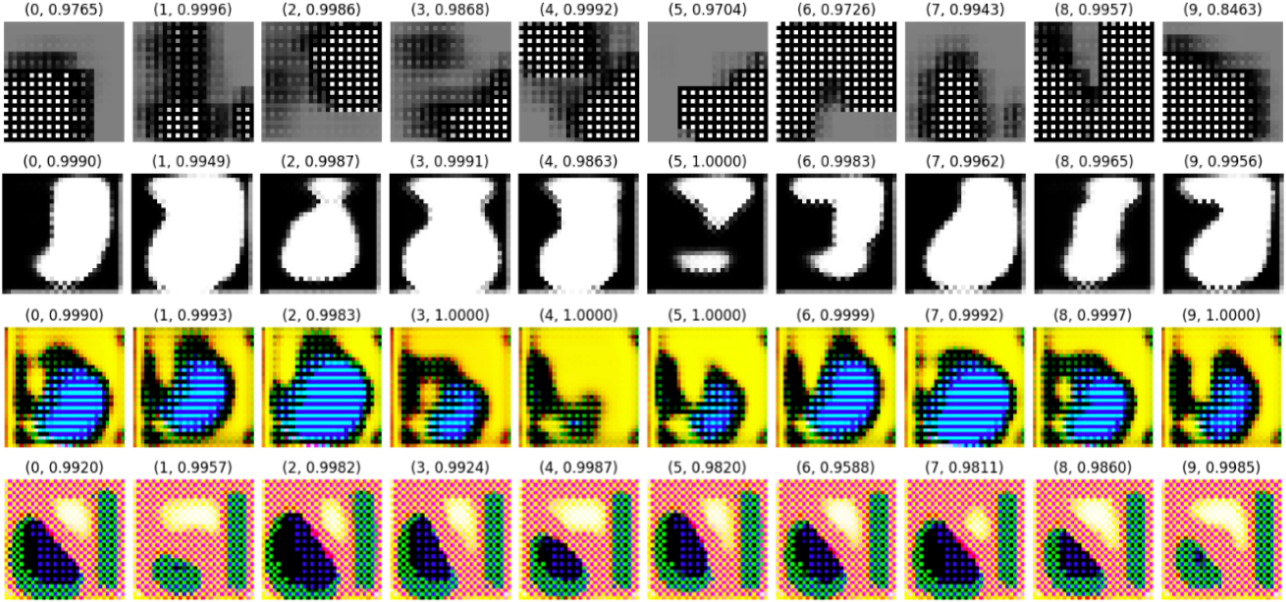 (0, 0.9765) (1, 0.9996) (2, 0.9986) (3, 0.9868) (4, 0.9992) (5, 0.9704) (6, 0.9726) (7, 0.9943) (8, 0.9957) (9, 0.8463)
(0, 0.9990) (1, 0.9949) (2, 0.9987) (3, 0.9991) (4, 0.9863) (5, 1.0000) (6, 0.9983) (7, 0.9962) (8, 0.9965) (9, 0.9956)
(0, 0.9990) (1, 0.9993) (2, 0.9983) (3, 1.0000) (4, 1.0000) (5, 1.0000) (6, 0.9999) (7, 0.9992) (8, 0.9997) (9, 1.0000)
(0, 0.9920) (1, 0.9957) (2, 0.9982) (3, 0.9924) (4, 0.9987) (5, 0.9820) (6, 0.9588) (7, 0.9811) (8, 0.9860) (9, 0.9985)